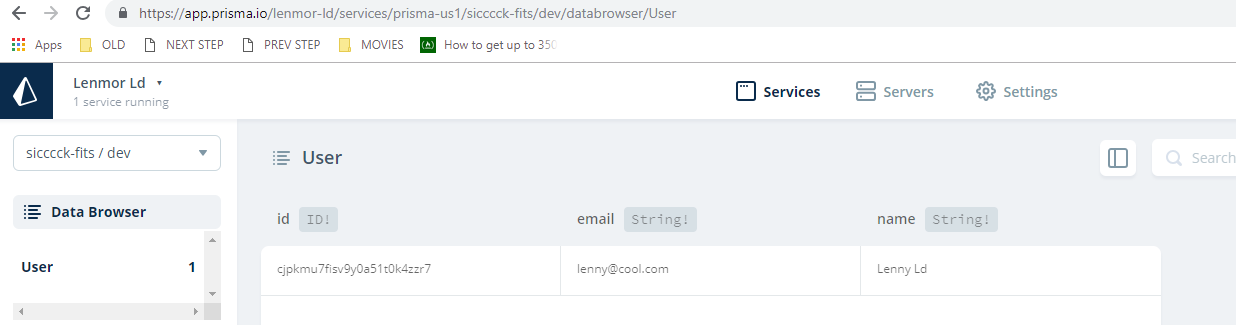 https://app.prisma.io/lenmor-ld/services/prisma-us1/sicccck-fits/dev/databrowser/User
Apps OLD NEXT STEP PREV STEP MOVIES How to get up to 350
Lenmor Ld
1 service running
Services Servers Settings
sicccck-fits / dev
User
Search
Data Browser
id ID! email String! name String!
User 1
cjpkmu7fisv9y0a51t0k4zzr7 lenny@cool.com Lenny Ld